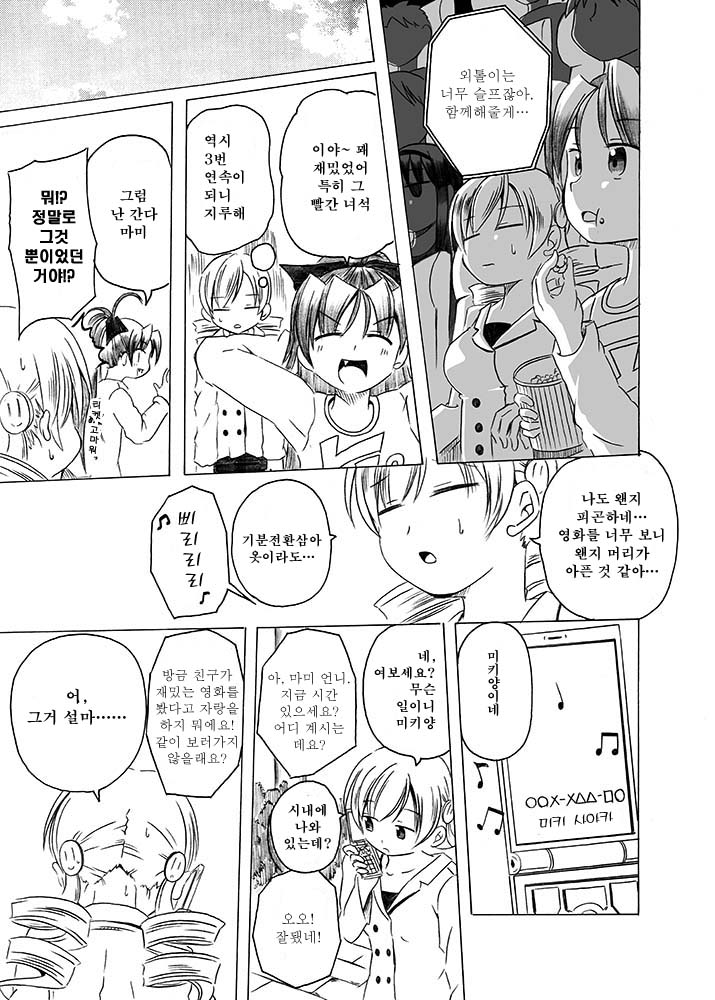 외톨이는
너무 슬프잖아.
함께해줄게…
이야~ 꽤
재밌었어
특히 그
빨간 녀석
역시
3번
연속이
되니
지루해
그럼
난 간다
마미
티켓
고마워
뭐!?
정말로
그것
뿐이었던
거야!?
나도 왠지
피곤하네…
영화를 너무 보니
왠지 머리가
아픈 것 같아…
기분전환삼아
옷이라도…
삐
리
리
리
미키양이네
OOX-X△△-□O
미키 사야카
네,
여보세요?
무슨
일이니
미키양
아, 마미 언니.
지금 시간
있으세요?
어디 계시는
데요?
시내에
나와
있는데?
오오!
잘됐네!
방금 친구가
재밌는 영화를
봤다고 자랑을
하지 뭐에요!
같이 보러가지
않을래요?
어,
그거 설마……